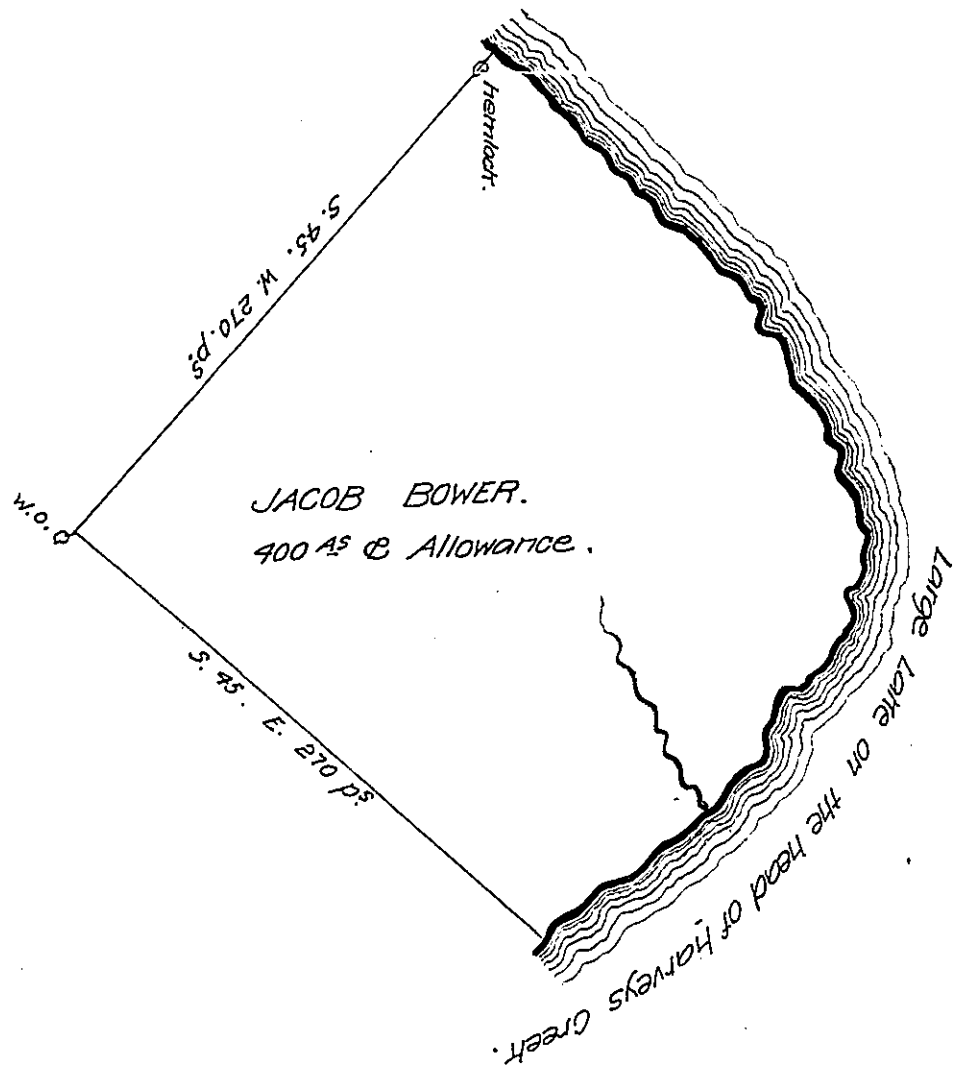 hemlock.
S. 45. W. 270. ps.
W.O.
JACOB BOWER.
400 As & Allowance.
S. 45. E. 270 ps.
Large Lake on the head of Harveys Creek.